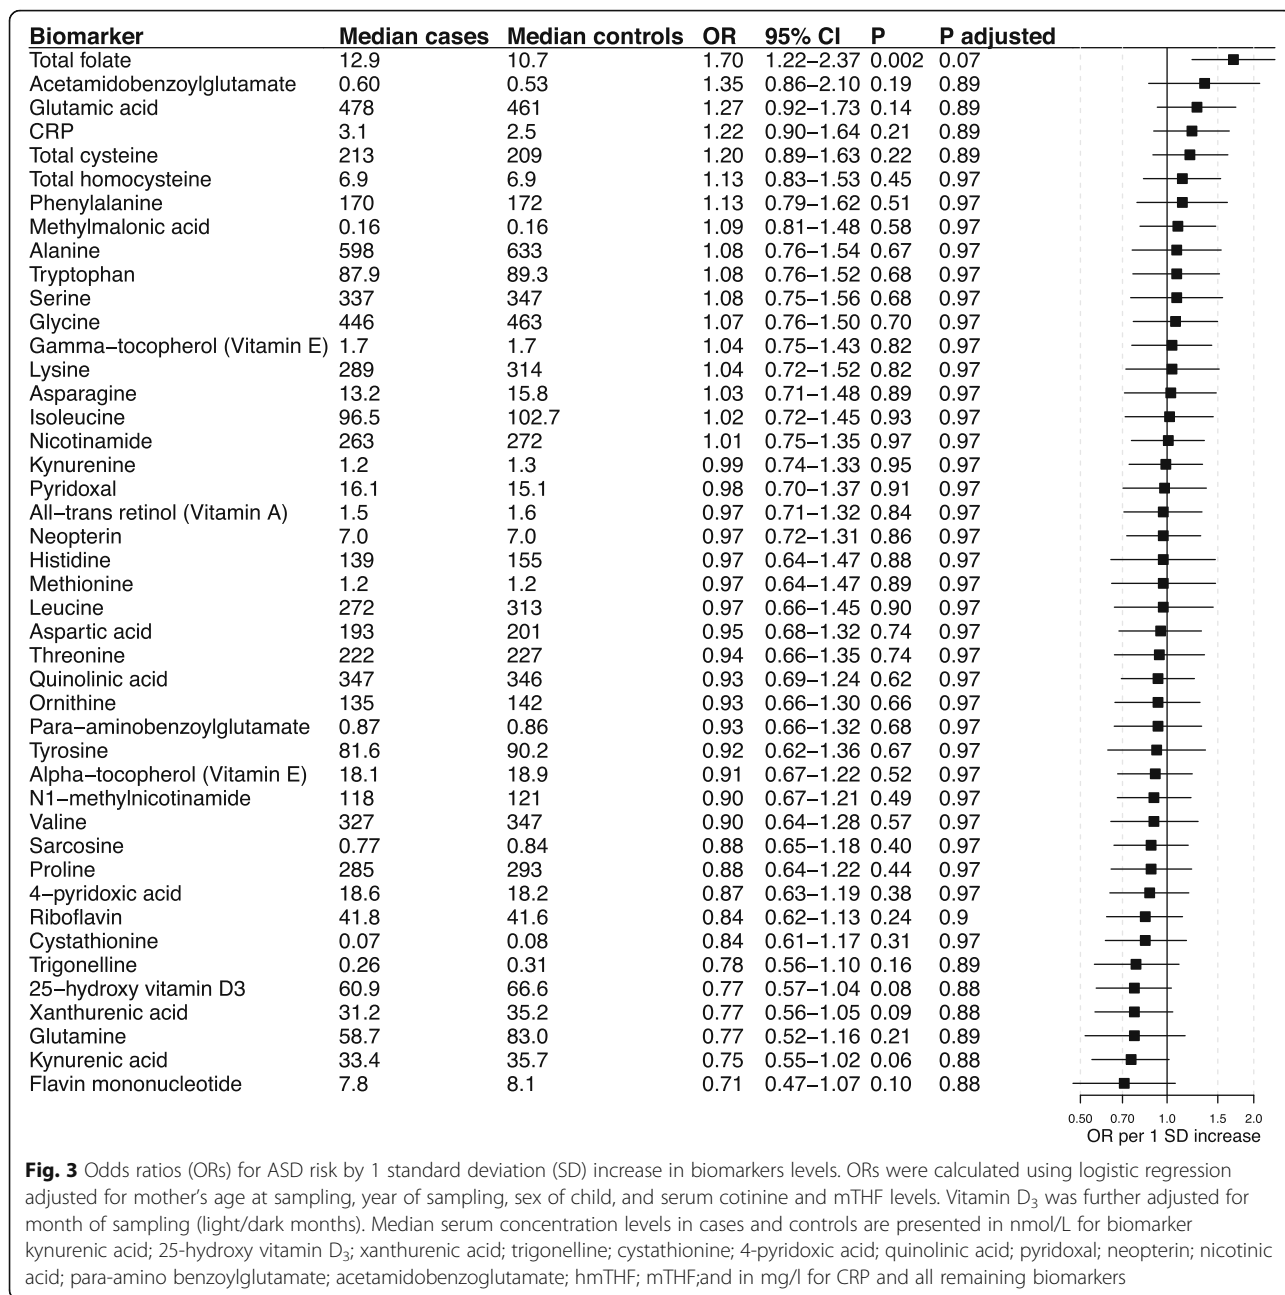 Biomarker Median cases Median controls OR 95% CI P P adjusted
Total folate 12.9 10.7 1.70 1.22–2.37 0.002 0.07
Acetamidobenzoylglutamate 0.60 0.53 1.35 0.86–2.10 0.19 0.89
Glutamic acid 478 461 1.27 0.92–1.73 0.14 0.89
CRP 3.1 2.5 1.22 0.90–1.64 0.21 0.89
Total cysteine 213 209 1.20 0.89–1.63 0.22 0.89
Total homocysteine 6.9 6.9 1.13 0.83–1.53 0.45 0.97
Phenylalanine 170 172 1.13 0.79–1.62 0.51 0.97
Methylmalonic acid 0.16 0.16 1.09 0.81–1.48 0.58 0.97
Alanine 598 633 1.08 0.76–1.54 0.67 0.97
Tryptophan 87.9 89.3 1.08 0.76–1.52 0.68 0.97
Serine 337 347 1.08 0.75–1.56 0.68 0.97
Glycine 446 463 1.07 0.76–1.50 0.70 0.97
Gamma–tocopherol (Vitamin E) 1.7 1.7 1.04 0.75–1.43 0.82 0.97
Lysine 289 314 1.04 0.72–1.52 0.82 0.97
Asparagine 13.2 15.8 1.03 0.71–1.48 0.89 0.97
Isoleucine 96.5 102.7 1.02 0.72–1.45 0.93 0.97
Nicotinamide 263 272 1.01 0.75–1.35 0.97 0.97
Kynurenine 1.2 1.3 0.99 0.74–1.33 0.95 0.97
Pyridoxal 16.1 15.1 0.98 0.70–1.37 0.91 0.97
All–trans retinol (Vitamin A) 1.5 1.6 0.97 0.71–1.32 0.84 0.97
Neopterin 7.0 7.0 0.97 0.72–1.31 0.86 0.97
Histidine 139 155 0.97 0.64–1.47 0.88 0.97
Methionine 1.2 1.2 0.97 0.64–1.47 0.89 0.97
Leucine 272 313 0.97 0.66–1.45 0.90 0.97
Aspartic acid 193 201 0.95 0.68–1.32 0.74 0.97
Threonine 222 227 0.94 0.66–1.35 0.74 0.97
Quinolinic acid 347 346 0.93 0.69–1.24 0.62 0.97
Ornithine 135 142 0.93 0.66–1.30 0.66 0.97
Para–aminobenzoylglutamate 0.87 0.86 0.93 0.66–1.32 0.68 0.97
Tyrosine 81.6 90.2 0.92 0.62–1.36 0.67 0.97
Alpha–tocopherol (Vitamin E) 18.1 18.9 0.91 0.67–1.22 0.52 0.97
N1–methylnicotinamide 118 121 0.90 0.67–1.21 0.49 0.97
Valine 327 347 0.90 0.64–1.28 0.57 0.97
Sarcosine 0.77 0.84 0.88 0.65–1.18 0.40 0.97
Proline 285 293 0.88 0.64–1.22 0.44 0.97
4–pyridoxic acid 18.6 18.2 0.87 0.63–1.19 0.38 0.97
Riboflavin 41.8 41.6 0.84 0.62–1.13 0.24 0.9
Cystathionine 0.07 0.08 0.84 0.61–1.17 0.31 0.97
Trigonelline 0.26 0.31 0.78 0.56–1.10 0.16 0.89
25–hydroxy vitamin D3 60.9 66.6 0.77 0.57–1.04 0.08 0.88
Xanthurenic acid 31.2 35.2 0.77 0.56–1.05 0.09 0.88
Glutamine 58.7 83.0 0.77 0.52–1.16 0.21 0.89
Kynurenic acid 33.4 35.7 0.75 0.55–1.02 0.06 0.88
Flavin mononucleotide 7.8 8.1 0.71 0.47–1.07 0.10 0.88
0.50 0.70 1.0 1.5 2.0
OR per 1 SD increase
Fig. 3 Odds ratios (ORs) for ASD risk by 1 standard deviation (SD) increase in biomarkers levels. ORs were calculated using logistic regression
adjusted for mother's age at sampling, year of sampling, sex of child, and serum cotinine and mTHF levels. Vitamin D₃ was further adjusted for
month of sampling (light/dark months). Median serum concentration levels in cases and controls are presented in nmol/L for biomarker
kynurenic acid; 25-hydroxy vitamin D₃; xanthurenic acid; trigonelline; cystathionine; 4-pyridoxic acid; quinolinic acid; pyridoxal; neopterin; nicotinic
acid; para-amino benzoylglutamate; acetamidobenzoglutamate; hmTHF; mTHF;and in mg/l for CRP and all remaining biomarkers